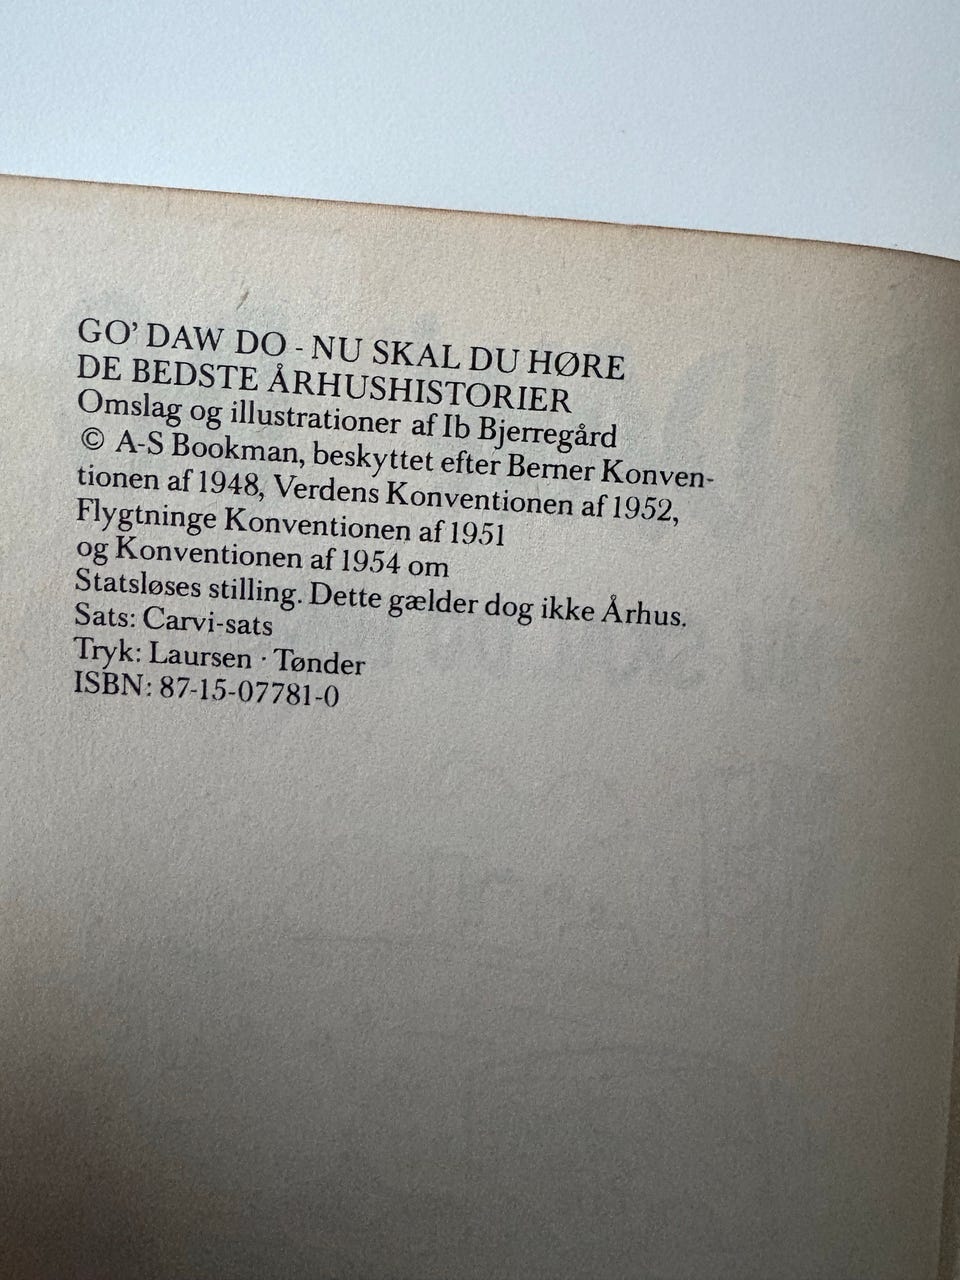 GO' DAW DO - NU SKAL DU HØRE
DE BEDSTE ÅRHUSHISTORIER
Omslag og illustrationer af Ib Bjerregård
© A-S Bookman, beskyttet efter Berner Konven-
tionen af 1948, Verdens Konventionen af 1952,
Flygtninge Konventionen af 1951
og Konventionen af 1954 om
Statsløses stilling. Dette gælder dog ikke Århus.
Sats: Carvi-sats
Tryk: Laursen · Tønder
ISBN: 87-15-07781-0